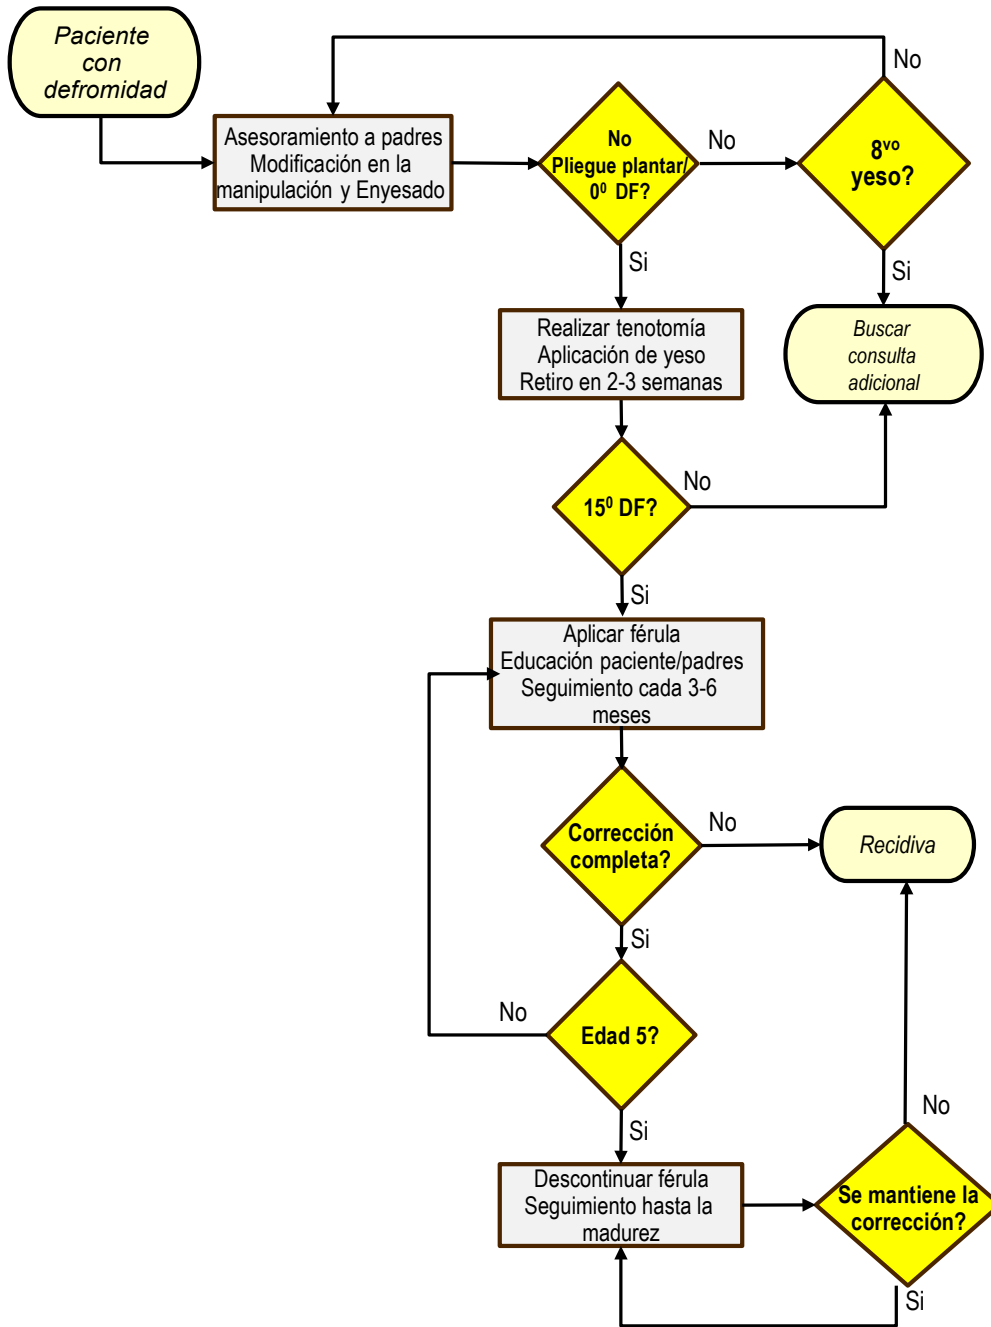 Paciente
con
defromidad
No
Asesoramiento a padres
Modificación en la
manipulación y Enyesado
No
Pliegue plantar/
0⁰ DF?
No
8ᵛᵒ
yeso?
Si
Si
Realizar tenotomía
Aplicación de yeso
Retiro en 2-3 semanas
Buscar
consulta
adicional
15⁰ DF?
No
Si
Aplicar férula
Educación paciente/padres
Seguimiento cada 3-6
meses
Corrección
completa?
No
Recidiva
Si
Edad 5?
No
Si
Descontinuar férula
Seguimiento hasta la
madurez
No
Se mantiene la
corrección?
Si